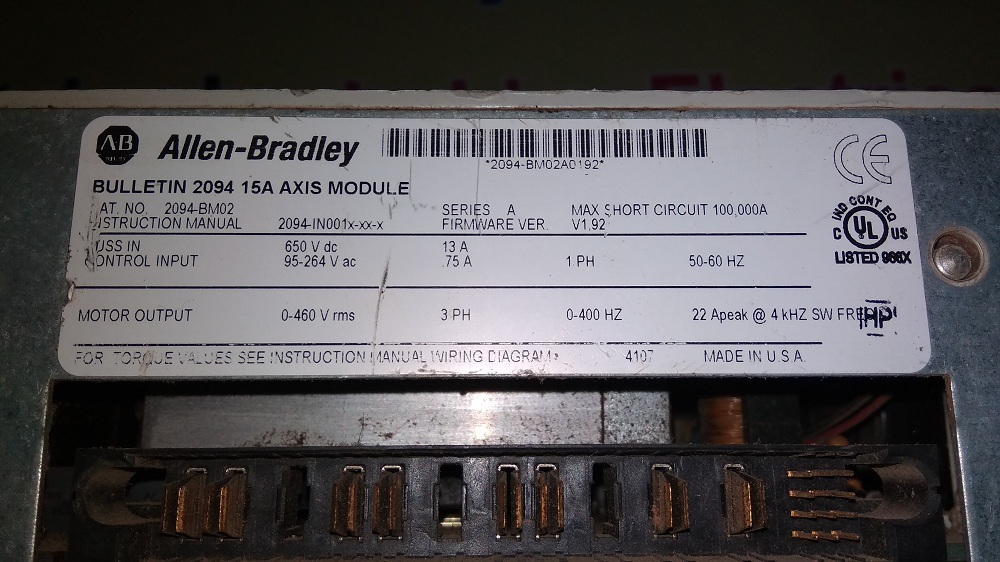 AB
Allen-Bradley
*2094-BM02A0192*
CE
BULLETIN 2094 15A AXIS MODULE
AT. NO. 2094-BM02 SERIES A MAX SHORT CIRCUIT 100,000A
STRUCTION MANUAL 2094-IN001x-xx-x FIRMWARE VER. V1.92
IND CONT EQ
C UL US
LISTED 966X
USS IN 650 V dc 13 A
ONTROL INPUT 95-264 V ac .75 A 1 PH 50-60 HZ
MOTOR OUTPUT 0-460 V rms 3 PH 0-400 HZ 22 Apeak @ 4 kHZ SW FRE
HP
FOR TORQUE VALUES SEE INSTRUCTION MANUAL WIRING DIAGRAM 4107 MADE IN U.S.A.